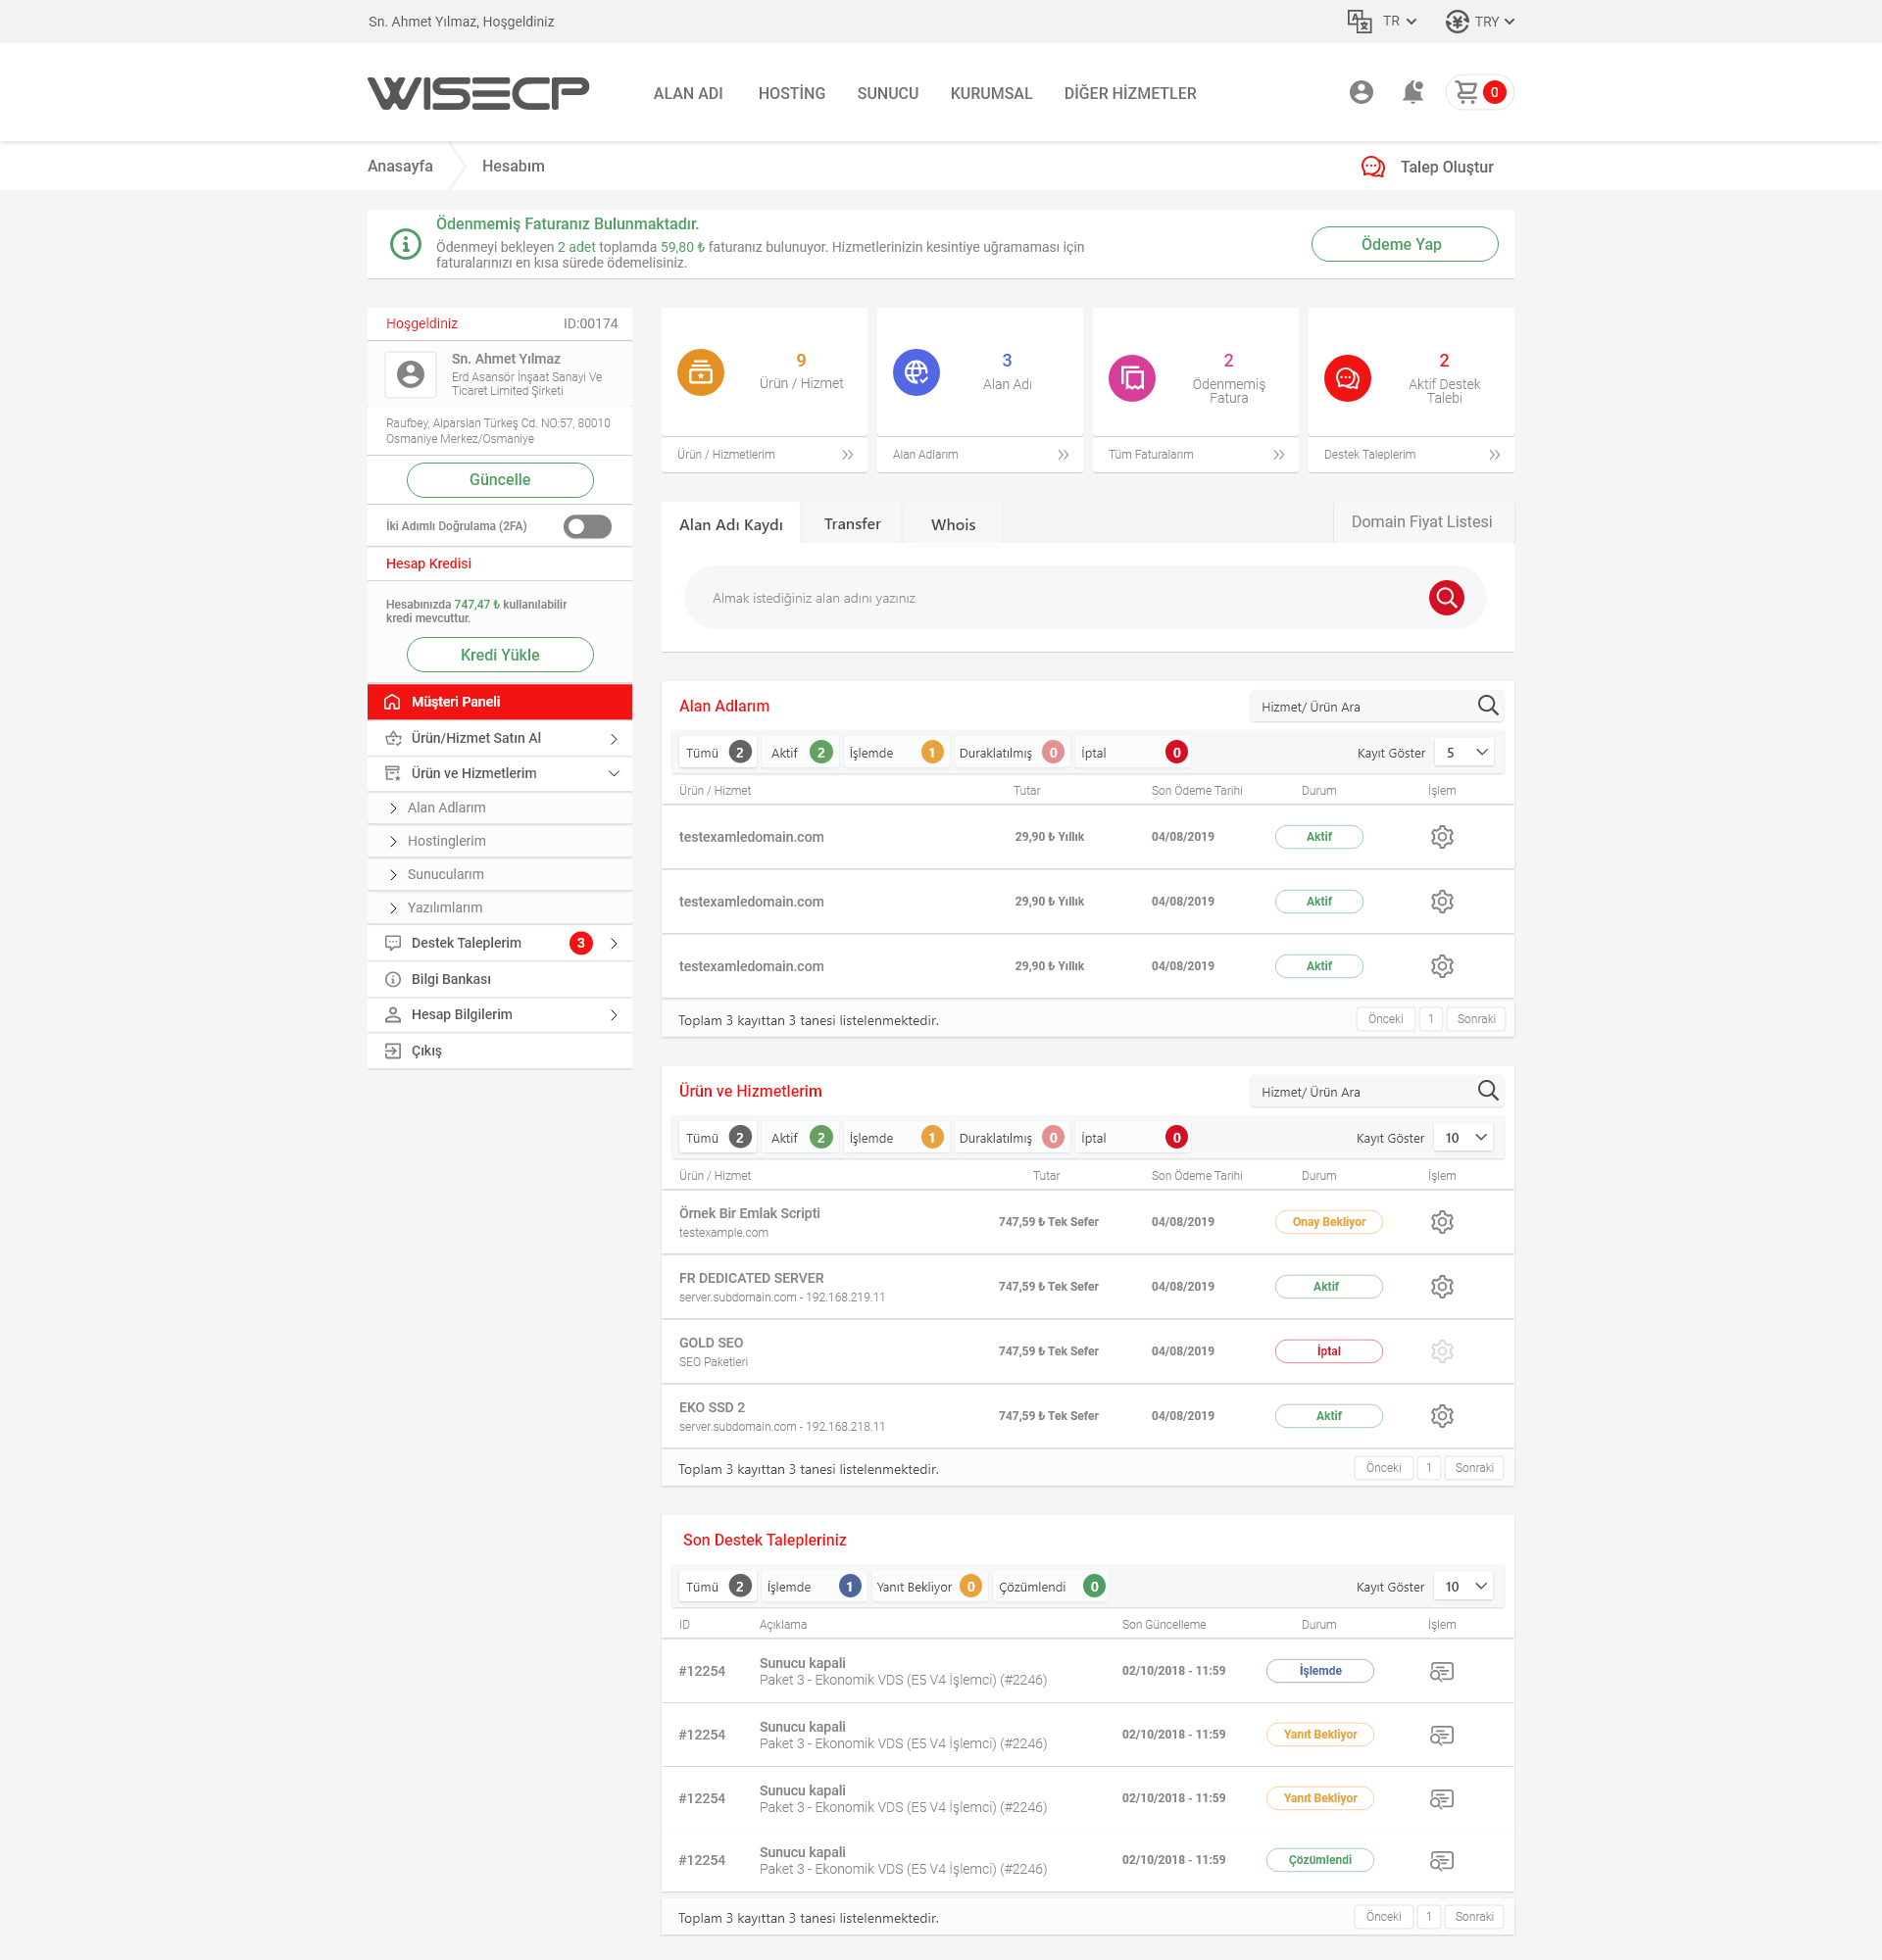 Sn. Ahmet Yılmaz, Hoşgeldiniz
TR
TRY
WISECP
ALAN ADI
HOSTİNG
SUNUCU
KURUMSAL
DİĞER HİZMETLER
0
Anasayfa
Hesabım
Talep Oluştur
Ödenmemiş Faturanız Bulunmaktadır.
Ödenmeyi bekleyen 2 adet toplamda 59,80 ₺ faturanız bulunuyor. Hizmetlerinizin kesintiye uğramaması için
faturalarınızı en kısa sürede ödemelisiniz.
Ödeme Yap
Hoşgeldiniz
ID:00174
Sn. Ahmet Yılmaz
Erd Asansör İnşaat Sanayi Ve
Ticaret Limited Şirketi
Raufbey, Alparslan Türkeş Cd. NO:57, 80010
Osmaniye Merkez/Osmaniye
Güncelle
İki Adımlı Doğrulama (2FA)
Hesap Kredisi
Hesabınızda 747,47 ₺ kullanılabilir
kredi mevcuttur.
Kredi Yükle
Müşteri Paneli
Ürün/Hizmet Satın Al
Ürün ve Hizmetlerim
Alan Adlarım
Hostinglerim
Sunucularım
Yazılımlarım
Destek Taleplerim
3
Bilgi Bankası
Hesap Bilgilerim
Çıkış
9
Ürün / Hizmet
Ürün / Hizmetlerim
3
Alan Adı
Alan Adlarım
2
Ödenmemiş
Fatura
Tüm Faturalarım
2
Aktif Destek
Talebi
Destek Taleplerim
Alan Adı Kaydı
Transfer
Whois
Domain Fiyat Listesi
Almak istediğiniz alan adını yazınız
Alan Adlarım
Hizmet/ Ürün Ara
Tümü 2
Aktif 2
İşlemde 1
Duraklatılmış 0
İptal 0
Kayıt Göster 5
Ürün / Hizmet Tutar Son Ödeme Tarihi Durum İşlem
testexamledomain.com 29,90 ₺ Yıllık 04/08/2019 Aktif
testexamledomain.com 29,90 ₺ Yıllık 04/08/2019 Aktif
testexamledomain.com 29,90 ₺ Yıllık 04/08/2019 Aktif
Toplam 3 kayıttan 3 tanesi listelenmektedir.
Önceki 1 Sonraki
Ürün ve Hizmetlerim
Hizmet/ Ürün Ara
Tümü 2
Aktif 2
İşlemde 1
Duraklatılmış 0
İptal 0
Kayıt Göster 10
Ürün / Hizmet Tutar Son Ödeme Tarihi Durum İşlem
Örnek Bir Emlak Scripti
testexample.com
747,59 ₺ Tek Sefer 04/08/2019 Onay Bekliyor
FR DEDICATED SERVER
server.subdomain.com - 192.168.219.11
747,59 ₺ Tek Sefer 04/08/2019 Aktif
GOLD SEO
SEO Paketleri
747,59 ₺ Tek Sefer 04/08/2019 İptal
EKO SSD 2
server.subdomain.com - 192.168.218.11
747,59 ₺ Tek Sefer 04/08/2019 Aktif
Toplam 3 kayıttan 3 tanesi listelenmektedir.
Önceki 1 Sonraki
Son Destek Talepleriniz
Tümü 2
İşlemde 1
Yanıt Bekliyor 0
Çözümlendi 0
Kayıt Göster 10
ID Açıklama Son Güncelleme Durum İşlem
#12254
Sunucu kapali
Paket 3 - Ekonomik VDS (E5 V4 İşlemci) (#2246)
02/10/2018 - 11:59 İşlemde
#12254
Sunucu kapali
Paket 3 - Ekonomik VDS (E5 V4 İşlemci) (#2246)
02/10/2018 - 11:59 Yanıt Bekliyor
#12254
Sunucu kapali
Paket 3 - Ekonomik VDS (E5 V4 İşlemci) (#2246)
02/10/2018 - 11:59 Yanıt Bekliyor
#12254
Sunucu kapali
Paket 3 - Ekonomik VDS (E5 V4 İşlemci) (#2246)
02/10/2018 - 11:59 Çözümlendi
Toplam 3 kayıttan 3 tanesi listelenmektedir.
Önceki 1 Sonraki